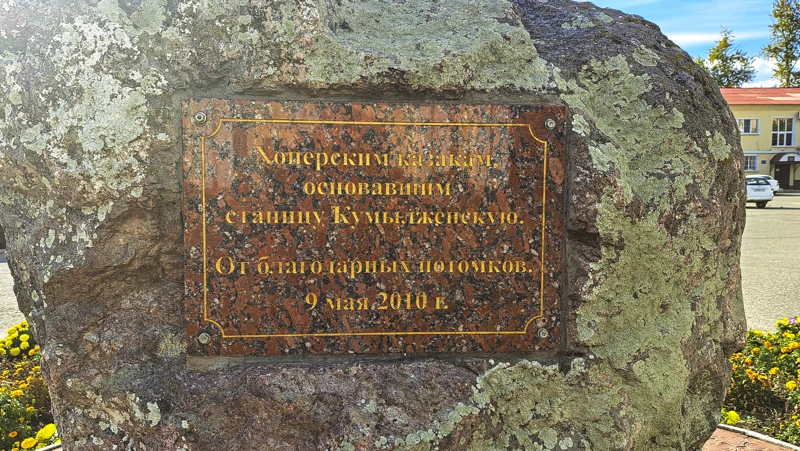 Хоперским казакам,
основавшим
станицу Кумылженскую.
От благодарных потомков.
9 мая 2010 г.